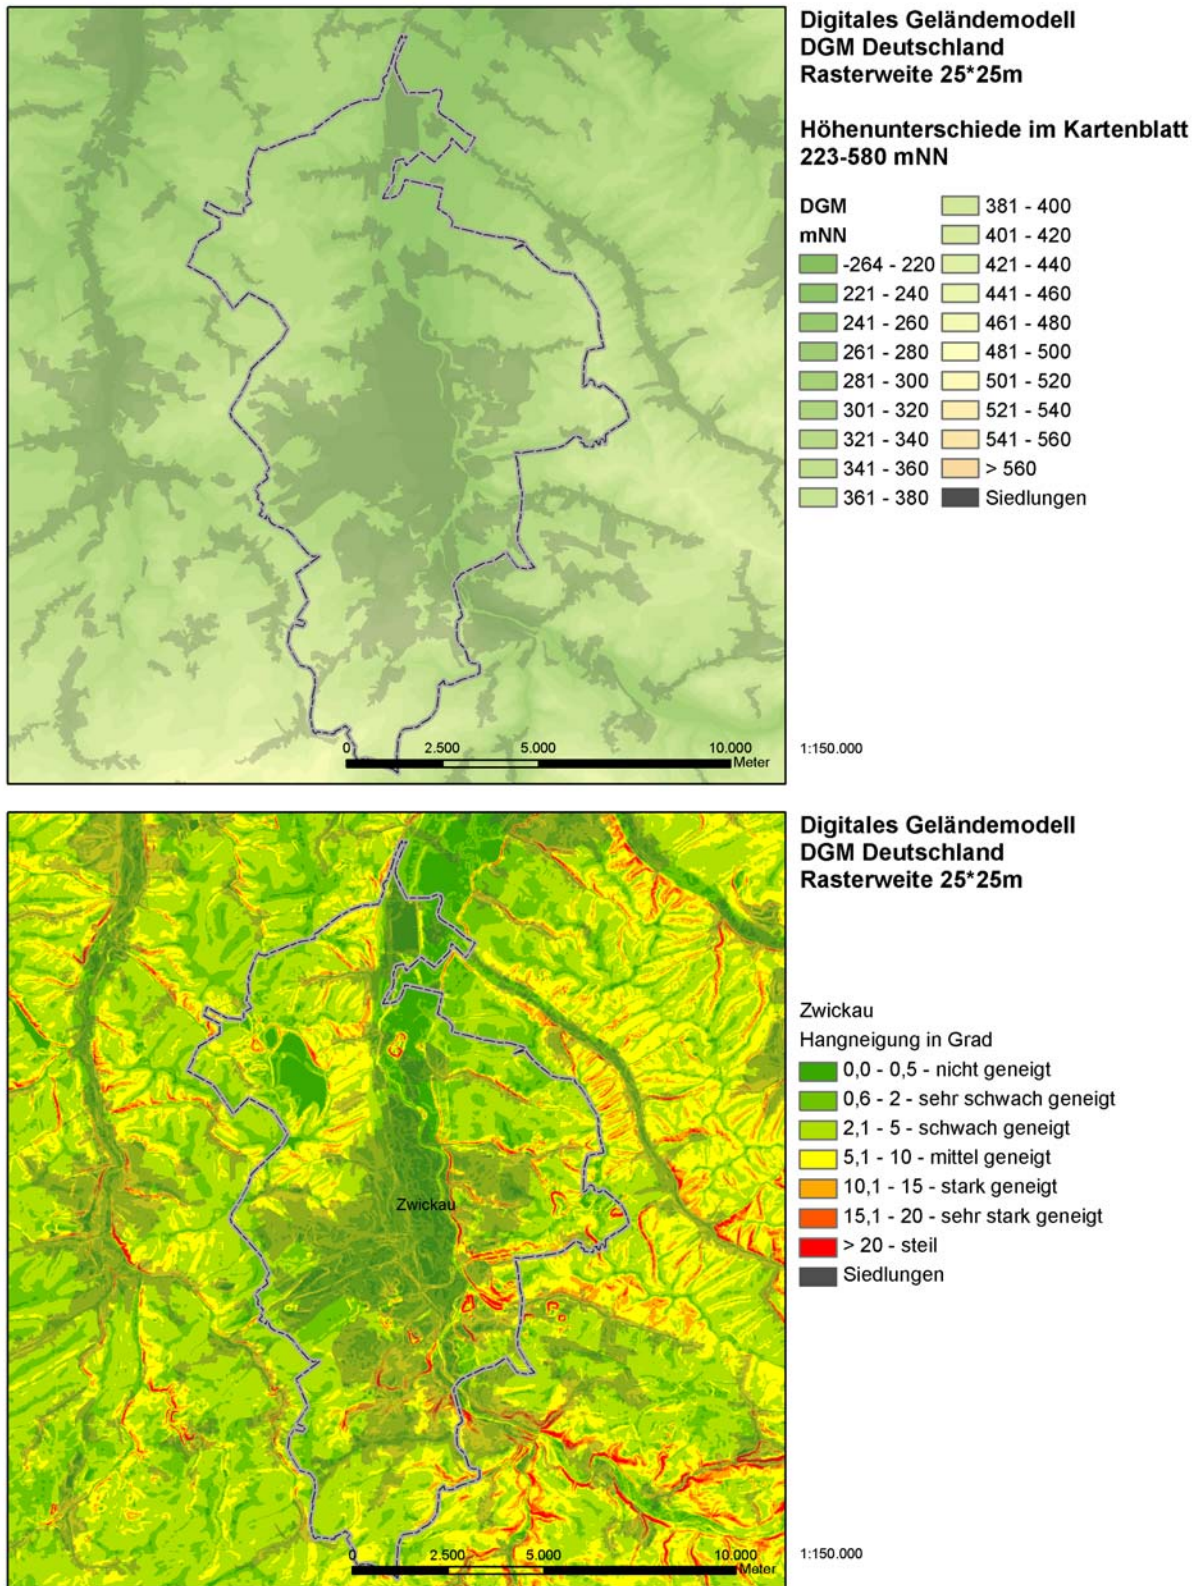 Digitales Geländemodell
DGM Deutschland
Rasterweite 25*25m
Höhenunterschiede im Kartenblatt
223-580 mNN
DGM
mNN
-264 - 220
221 - 240
241 - 260
261 - 280
281 - 300
301 - 320
321 - 340
341 - 360
361 - 380
381 - 400
401 - 420
421 - 440
441 - 460
461 - 480
481 - 500
501 - 520
521 - 540
541 - 560
> 560
Siedlungen
0 2.500 5.000 10.000
Meter
1:150.000
Digitales Geländemodell
DGM Deutschland
Rasterweite 25*25m
Zwickau
Hangneigung in Grad
0,0 - 0,5 - nicht geneigt
0,6 - 2 - sehr schwach geneigt
2,1 - 5 - schwach geneigt
5,1 - 10 - mittel geneigt
10,1 - 15 - stark geneigt
15,1 - 20 - sehr stark geneigt
> 20 - steil
Siedlungen
Zwickau
0 2.500 5.000 10.000
Meter
1:150.000